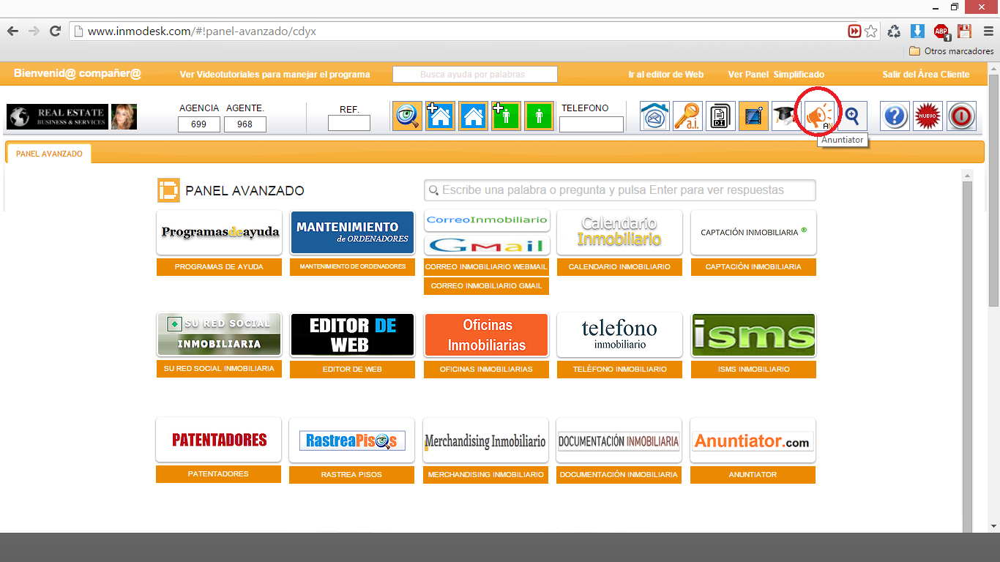 www.inmodesk.com/#!panel-avanzado/cdyx
ABP
1
Otros marcadores
Bienvenid@ compañer@
Ver Videotutoriales para manejar el programa
Busca ayuda por palabras
Ir al editor de Web
Ver Panel Simplificado
Salir del Área Cliente
REAL ESTATE
BUSINESS & SERVICES
AGENCIA
699
AGENTE.
968
REF.
TELEFONO
a.i.
DI
AN
NUEVO
Anuntiator
PANEL AVANZADO
PANEL AVANZADO
Escribe una palabra o pregunta y pulsa Enter para ver respuestas
Programasdeayuda
PROGRAMAS DE AYUDA
MANTENIMIENTO
de ORDENADORES
MANTENIMIENTO DE ORDENADORES
CorreoInmobiliario
Gmail
CORREO INMOBILIARIO WEBMAIL
CORREO INMOBILIARIO GMAIL
Calendario
Inmobiliario
CALENDARIO INMOBILIARIO
CAPTACIÓN INMOBILIARIA ®
CAPTACIÓN INMOBILIARIA
SU RED SOCIAL
INMOBILIARIA
SU RED SOCIAL INMOBILIARIA
EDITOR DE
WEB
EDITOR DE WEB
Oficinas
Inmobiliarias
OFICINAS INMOBILIARIAS
telefono
inmobiliario
TELÉFONO INMOBILIARIO
isms
ISMS INMOBILIARIO
PATENTADORES
PATENTADORES
RastreaPisos
RASTREA PISOS
Merchandising Inmobiliario
MERCHANDISING INMOBILIARIO
DOCUMENTACIÓN INMOBILIARIA
DOCUMENTACIÓN INMOBILIARIA
Anuntiator.com
ANUNTIATOR